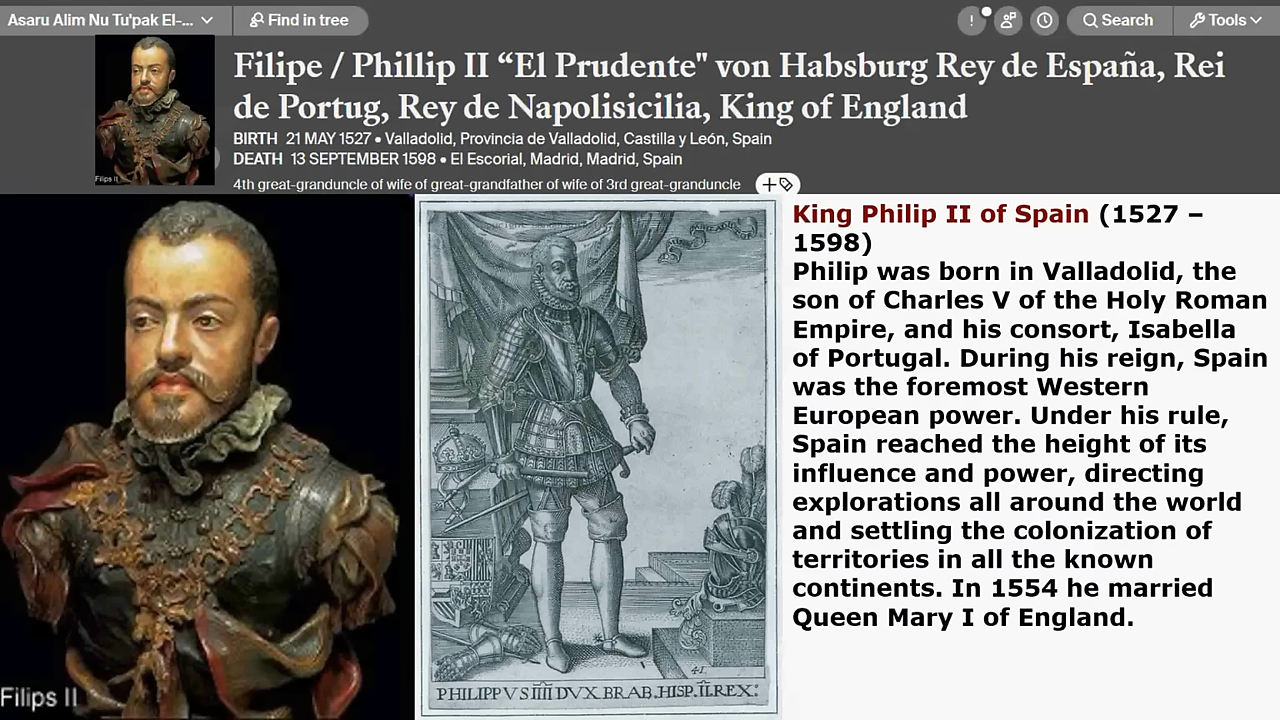 Asaru Alim Nu Tu'pak El-...
Find in tree
!
Search
Tools
Filipe / Phillip II “El Prudente" von Habsburg Rey de España, Rei
de Portug, Rey de Napolisicilia, King of England
BIRTH 21 MAY 1527 • Valladolid, Provincia de Valladolid, Castilla y León, Spain
DEATH 13 SEPTEMBER 1598 • El Escorial, Madrid, Madrid, Spain
4th great-granduncle of wife of great-grandfather of wife of 3rd great-granduncle
Filips II
Filips II
41.
PHILIPPVS IIII DVX BRAB. HISP. II. REX:
King Philip II of Spain (1527 –
1598)
Philip was born in Valladolid, the
son of Charles V of the Holy Roman
Empire, and his consort, Isabella
of Portugal. During his reign, Spain
was the foremost Western
European power. Under his rule,
Spain reached the height of its
influence and power, directing
explorations all around the world
and settling the colonization of
territories in all the known
continents. In 1554 he married
Queen Mary I of England.